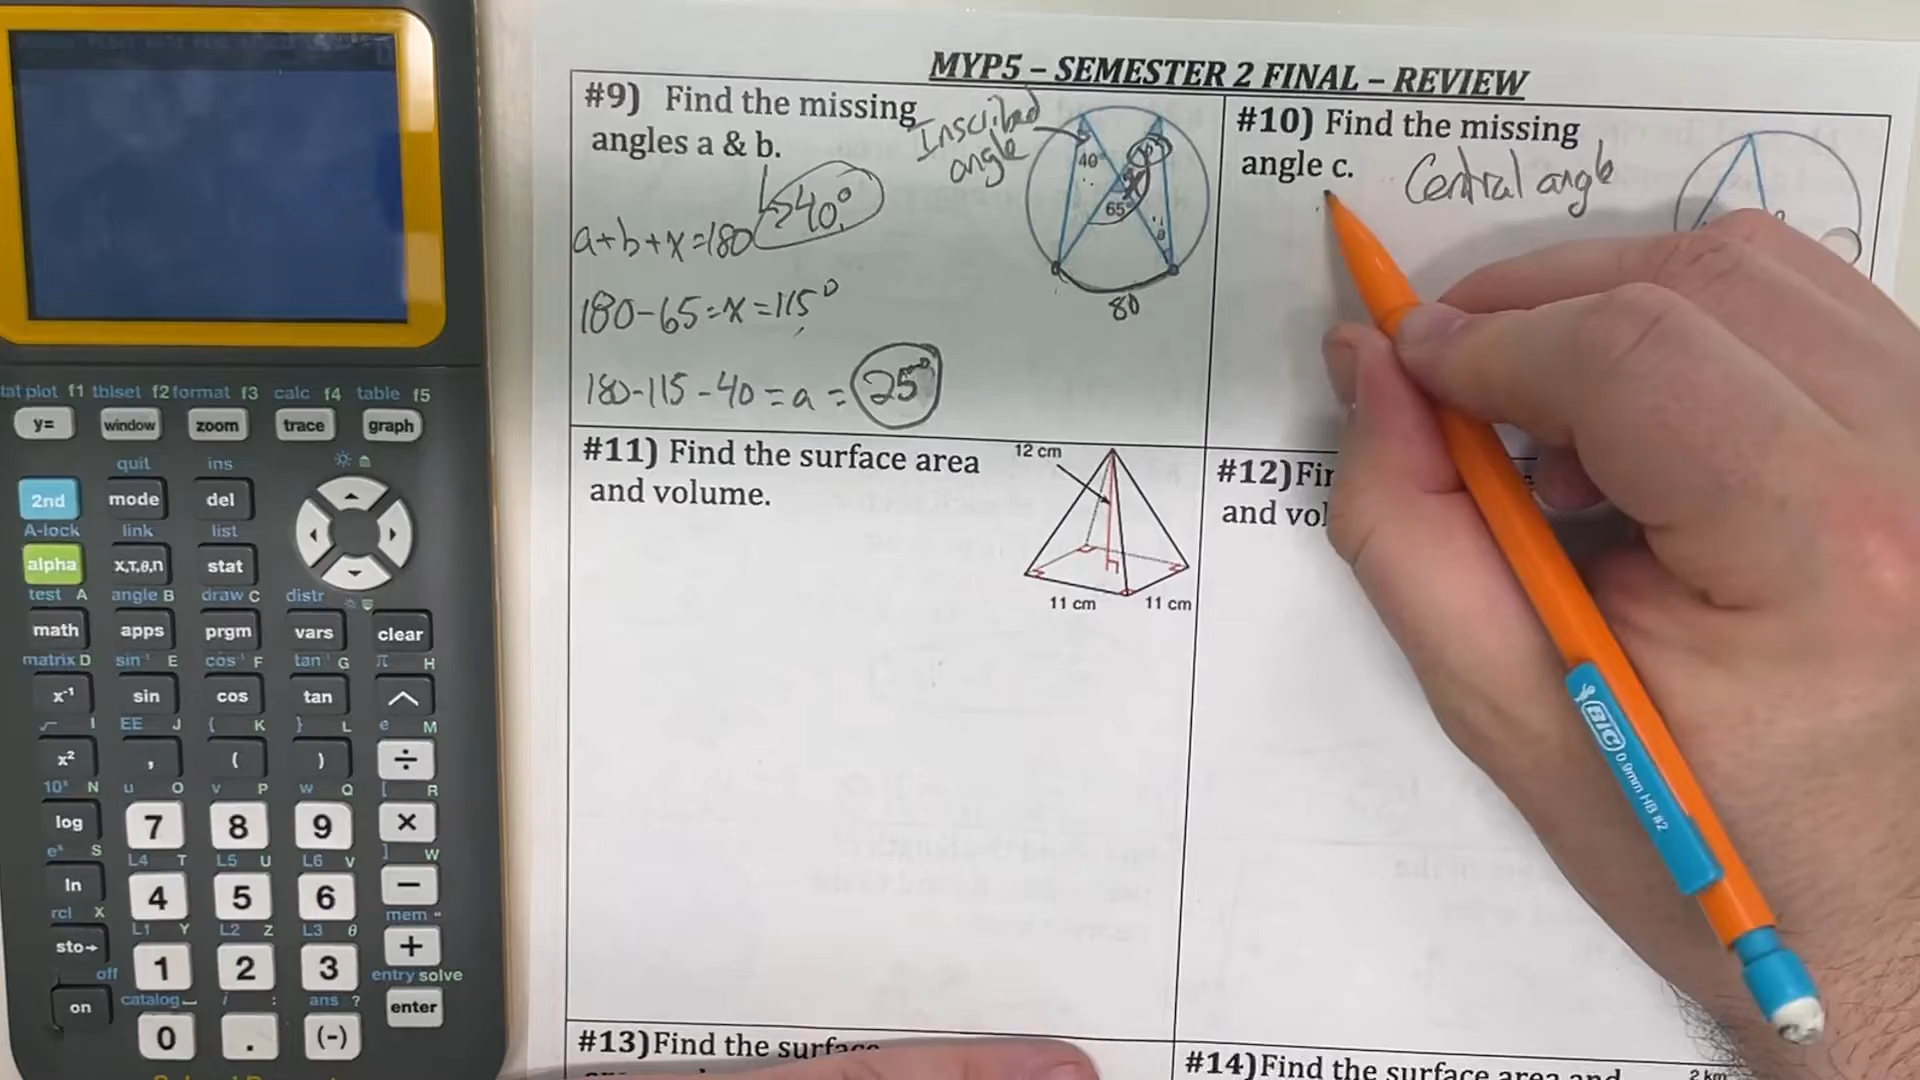 MYP5 – SEMESTER 2 FINAL – REVIEW
#9) Find the missing
angles a & b.
40°
a+b+x=180
180-65=x=115°
180-115-40=a=25°
Inscribed
angle
40°
65°
80
#10) Find the missing
angle c.
Central angle
#11) Find the surface area
and volume.
12 cm
11 cm
11 cm
#12)
and
#13)Find the
#14)Find the surface area and
2 km
stat plot f1 tblset f2 format f3 calc f4 table f5
y= window zoom trace graph
quit ins
2nd mode del
A-lock link list
alpha x,T,θ,n stat
test A angle B draw C distr
math apps prgm vars clear
matrix D sin⁻¹ E cos⁻¹ F tan⁻¹ G π H
x⁻¹ sin cos tan ^
√ I EE J { K } L e M
x² , ( ) ÷
10ˣ N u O v P w Q [ R
log 7 8 9 ×
eˣ S L4 T L5 U L6 V ] W
ln 4 5 6 −
rcl X L1 Y L2 Z L3 θ mem "
sto→ 1 2 3 +
off catalog i : ans ? entry solve
on 0 . (-) enter
BIC 0.9mm HB #2